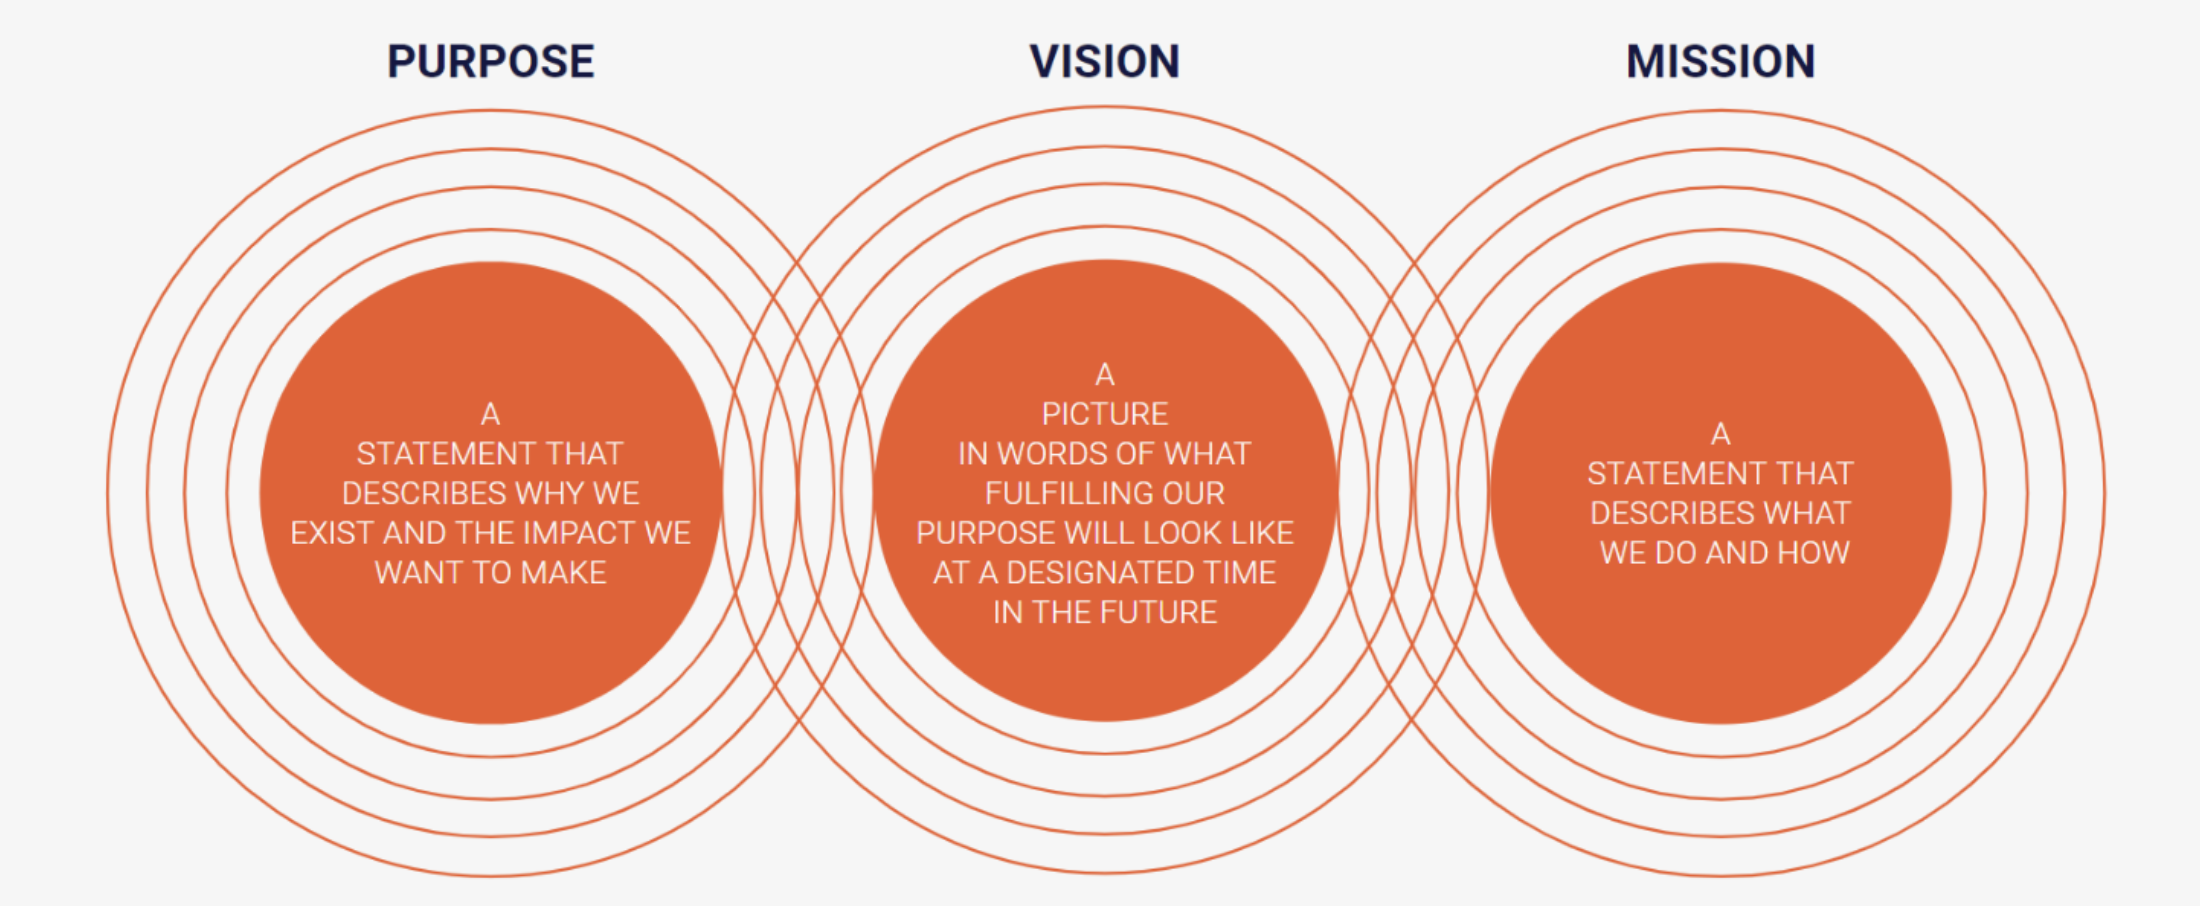 PURPOSE
A
STATEMENT THAT
DESCRIBES WHY WE
EXIST AND THE IMPACT WE
WANT TO MAKE
VISION
A
PICTURE
IN WORDS OF WHAT
FULFILLING OUR
PURPOSE WILL LOOK LIKE
AT A DESIGNATED TIME
IN THE FUTURE
MISSION
A
STATEMENT THAT
DESCRIBES WHAT
WE DO AND HOW